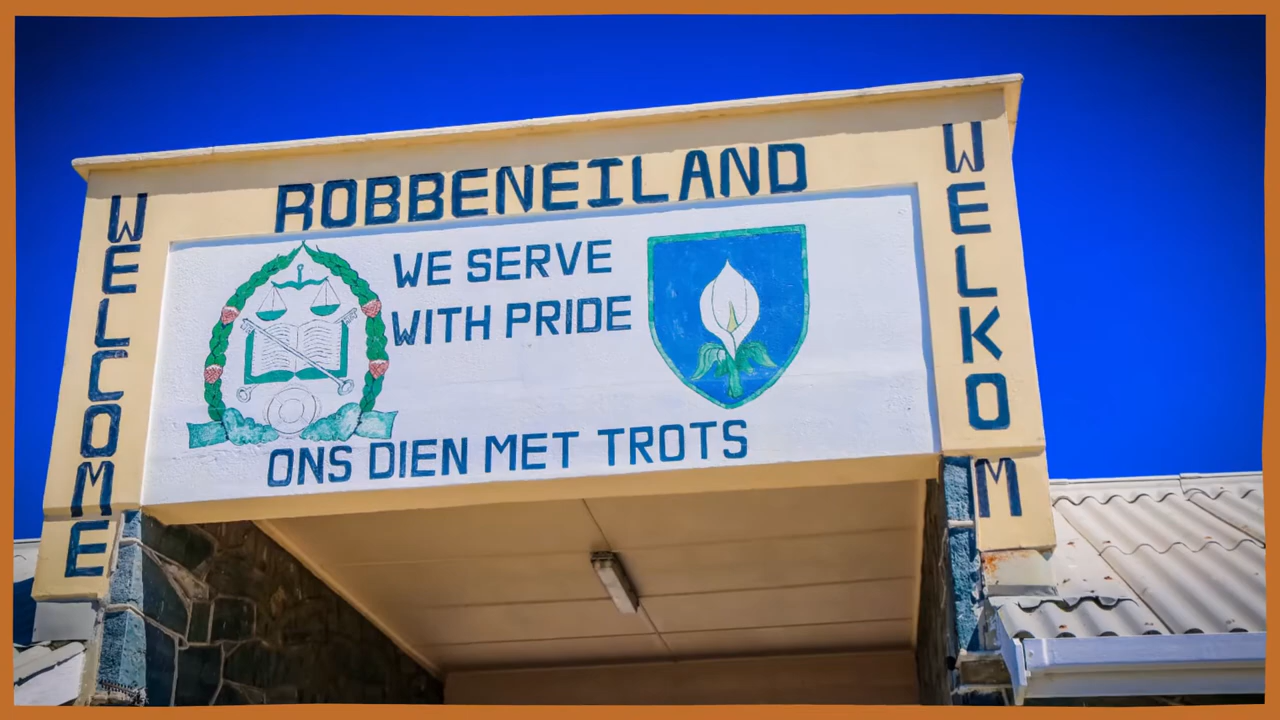 ROBBENEILAND
WELCOME
WE SERVE
WITH PRIDE
ONS DIEN MET TROTS
WELKOM